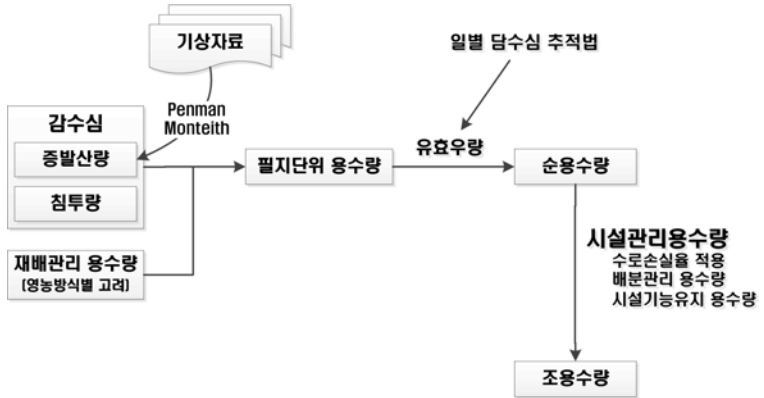 기상자료
일별 담수심 추적법
Penman
Monteith
감수심
증발산량
침투량
필지단위 용수량
유효우량
순용수량
재배관리 용수량
(영농방식별 고려)
시설관리용수량
수로손실율 적용
배분관리 용수량
시설기능유지 용수량
조용수량